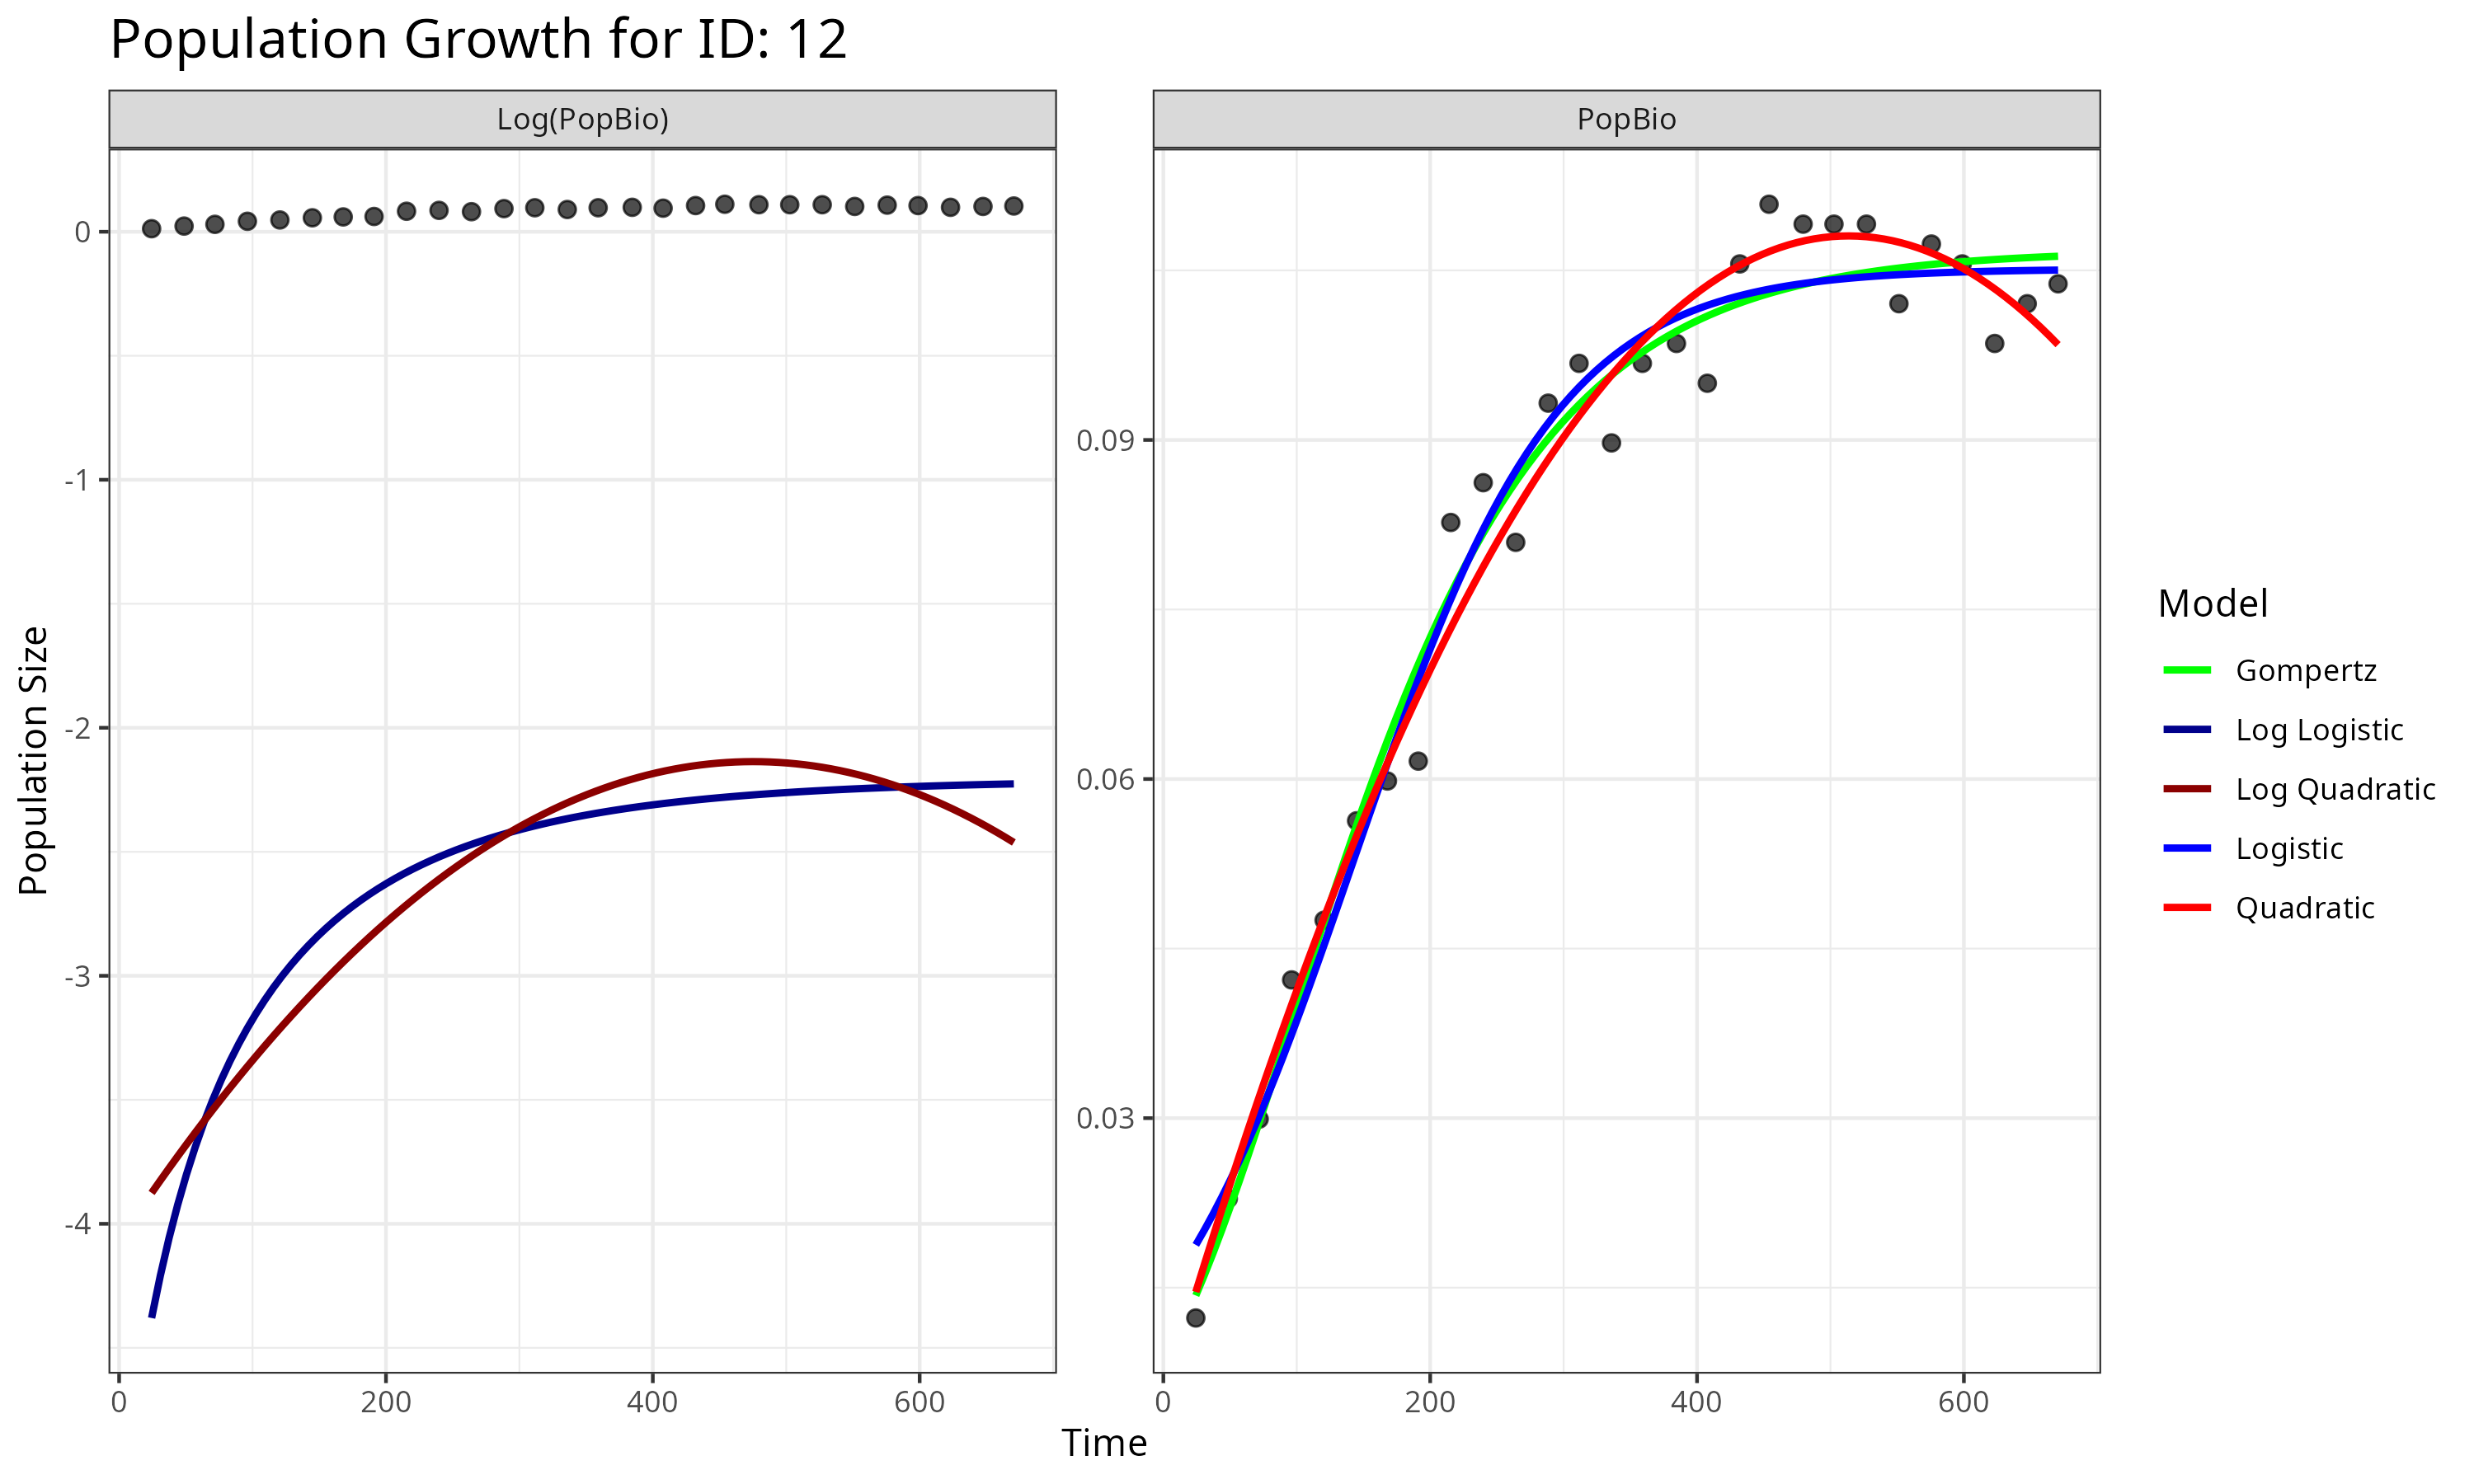 Population Growth for ID: 12
Log(PopBio)
PopBio
0
-1
-2
-3
-4
0.09
0.06
0.03
0
200
400
600
0
200
400
600
Population Size
Time
Model
Gompertz
Log Logistic
Log Quadratic
Logistic
Quadratic